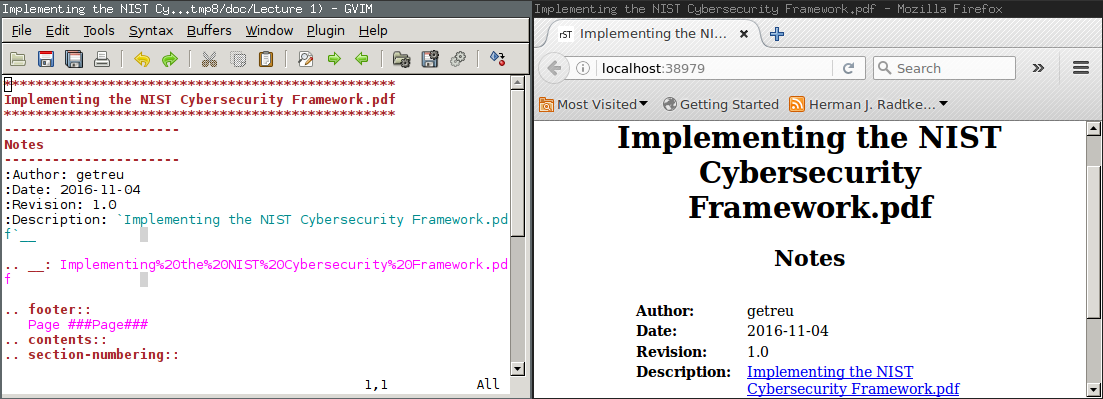 Implementing the NIST Cy...tmp8/doc/Lecture 1) - GVIM
File Edit Tools Syntax Buffers Window Plugin Help
*************************************************
Implementing the NIST Cybersecurity Framework.pdf
*************************************************
----------------------
Notes
----------------------
:Author: getreu
:Date: 2016-11-04
:Revision: 1.0
:Description: `Implementing the NIST Cybersecurity Framework.pd
f`__
.. __: Implementing%20the%20NIST%20Cybersecurity%20Framework.pd
f
.. footer::
Page ###Page###
.. contents::
.. section-numbering::
1,1 All
Implementing the NIST Cybersecurity Framework.pdf - Mozilla Firefox
rST Implementing the NI...
localhost:38979
Search
Most Visited Getting Started Herman J. Radtke...
Implementing the NIST
Cybersecurity
Framework.pdf
Notes
Author: getreu
Date: 2016-11-04
Revision: 1.0
Description: Implementing the NIST
Cybersecurity Framework.pdf